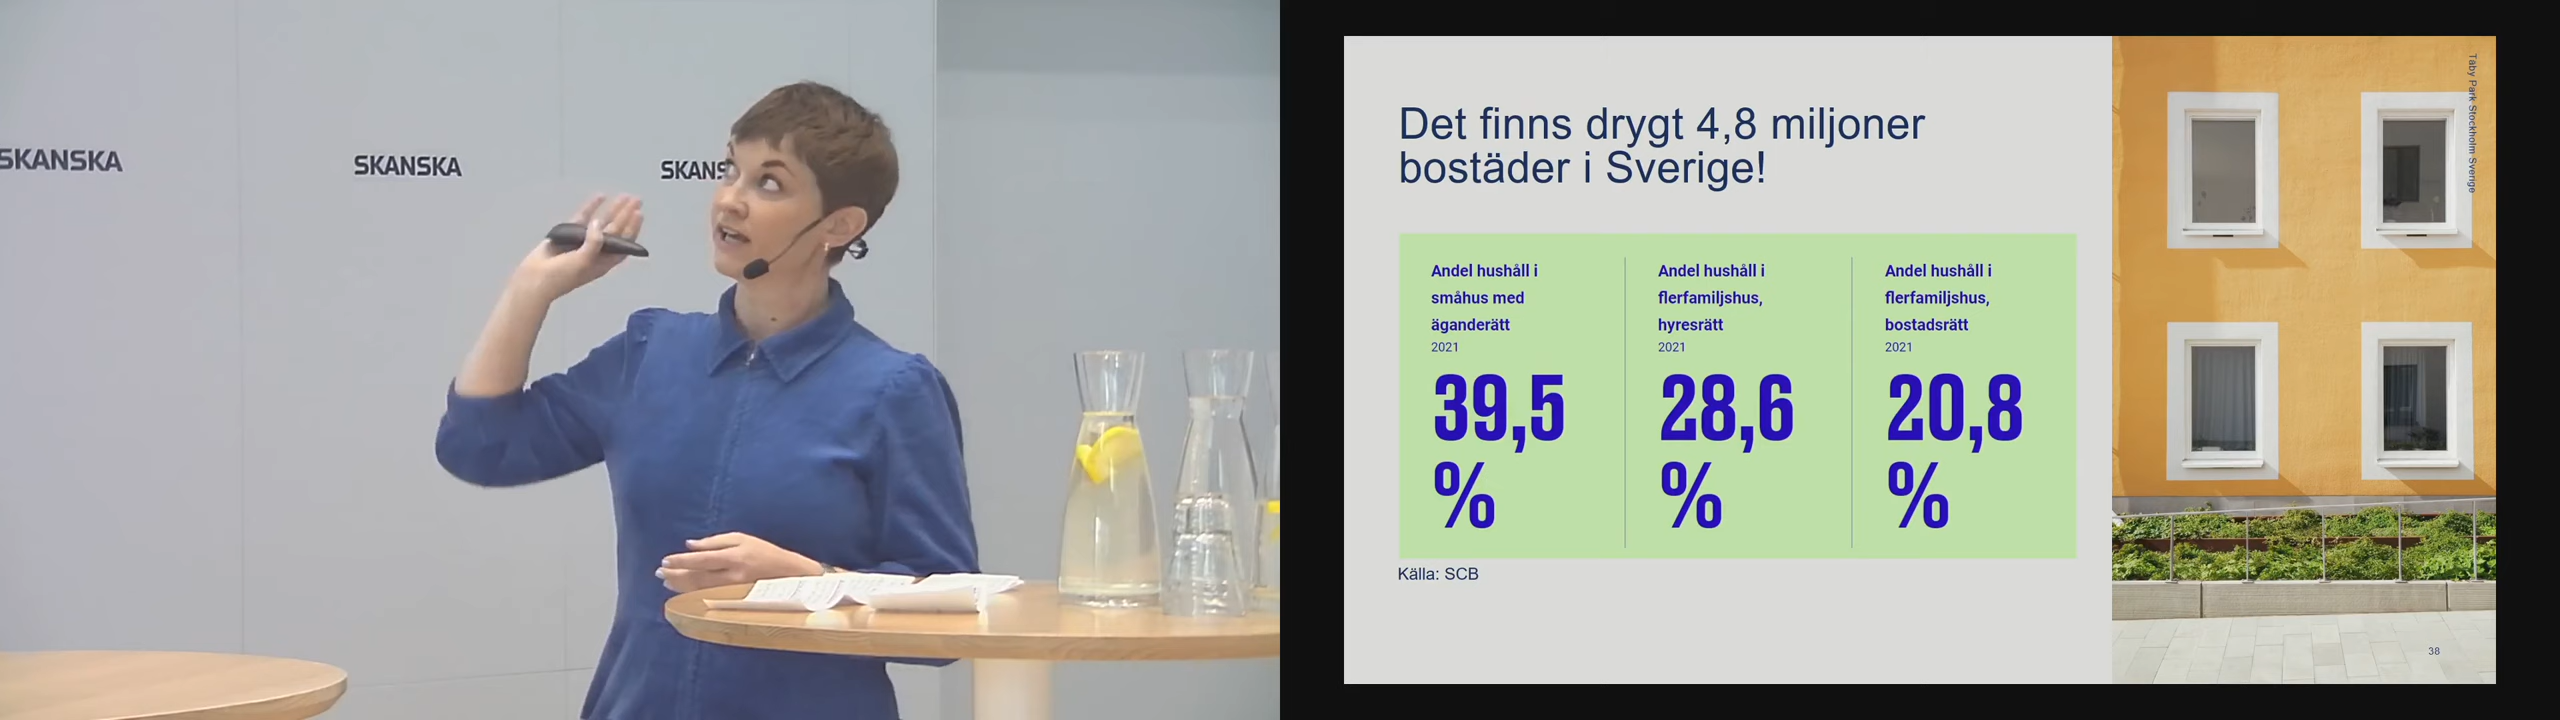 SKANSKA
SKANSKA
SKANS
Det finns drygt 4,8 miljoner
bostäder i Sverige!
Andel hushåll i
småhus med
äganderätt
2021
39,5
%
Andel hushåll i
flerfamiljshus,
hyresrätt
2021
28,6
%
Andel hushåll i
flerfamiljshus,
bostadsrätt
2021
20,8
%
Källa: SCB
Täby Park Stockholm Sverige
38